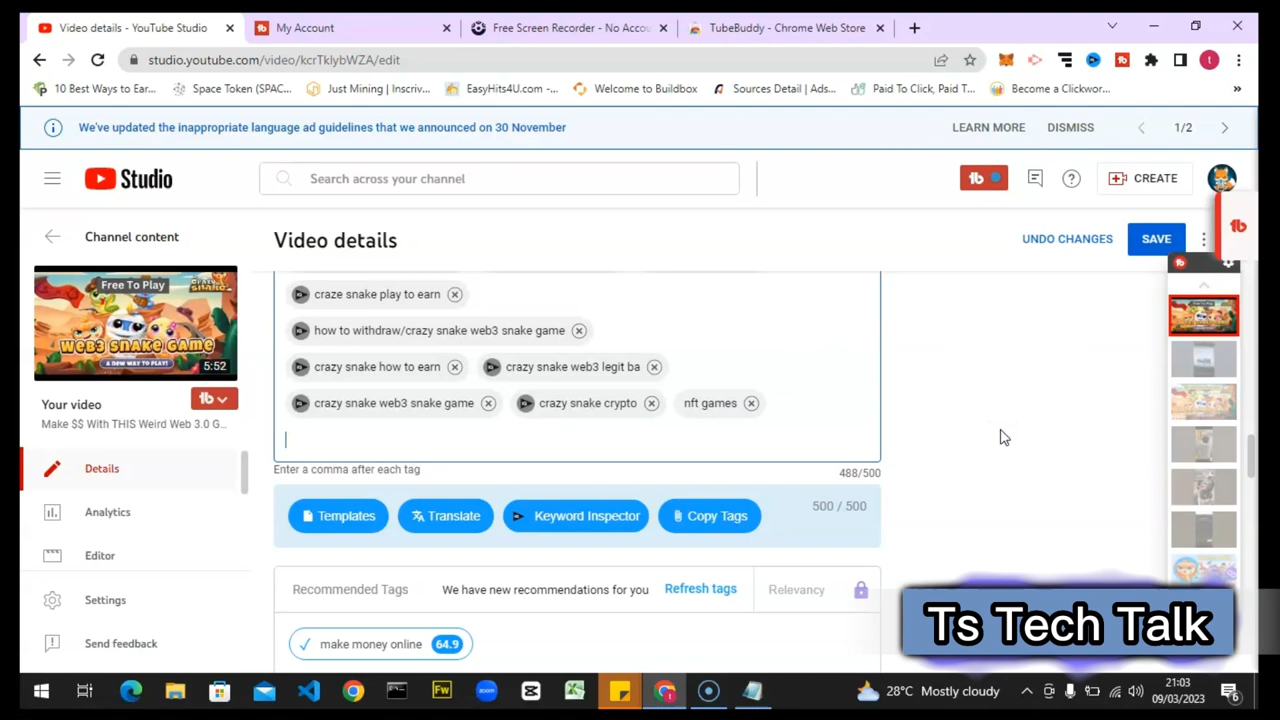 Video details - YouTube Studio
My Account
Free Screen Recorder - No Accou
TubeBuddy - Chrome Web Store
studio.youtube.com/video/kcrTklybWZA/edit
t
10 Best Ways to Ear...
Space Token (SPAC...
Just Mining | Inscriv...
EasyHits4U.com -...
Welcome to Buildbox
Sources Detail | Ads...
Paid To Click, Paid T...
Become a Clickwor...
We've updated the inappropriate language ad guidelines that we announced on 30 November
LEARN MORE
DISMISS
1/2
Studio
Search across your channel
CREATE
Channel content
Video details
UNDO CHANGES
SAVE
Free To Play
CRAZY SNAKE
WEB3 SNAKE GAME
A NEW WAY TO PLAY!
5:52
craze snake play to earn
how to withdraw/crazy snake web3 snake game
crazy snake how to earn
crazy snake web3 legit ba
crazy snake web3 snake game
crazy snake crypto
nft games
Your video
Make $$ With THIS Weird Web 3.0 G...
Enter a comma after each tag
488/500
Details
Analytics
Editor
Settings
Send feedback
Templates
Translate
Keyword Inspector
Copy Tags
500 / 500
Recommended Tags
We have new recommendations for you
Refresh tags
Relevancy
make money online
64.9
Ts Tech Talk
Fw
zoom
28°C Mostly cloudy
21:03
09/03/2023
6